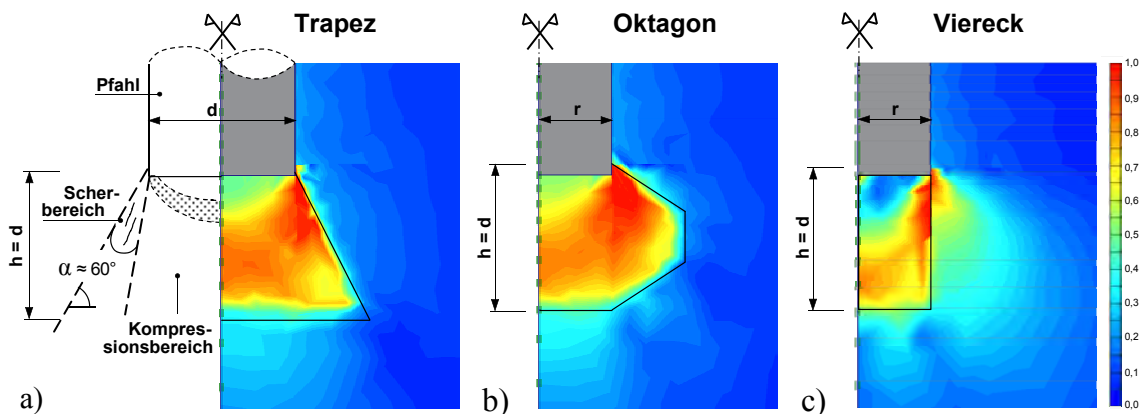 Trapez
Oktagon
Viereck
Pfahl
d
r
r
Scher-
bereich
h = d
α ≈ 60°
Kompres-
sionsbereich
h = d
h = d
1,0
0,9
0,8
0,7
0,6
0,5
0,4
0,3
0,2
0,1
0,0
a)
b)
c)